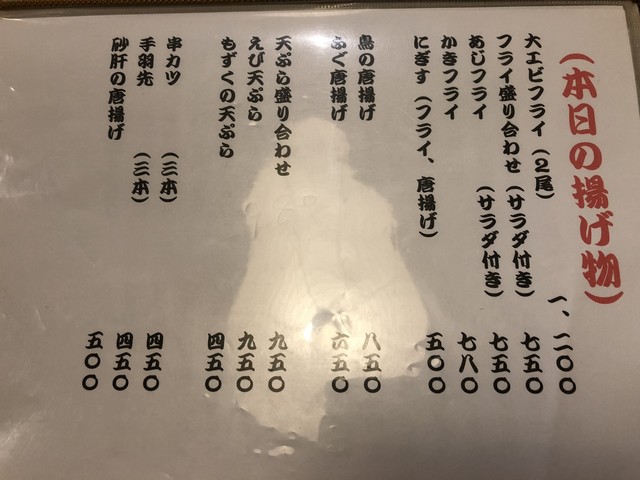 (本日の揚げ物)
大エビフライ(2尾) 一、二〇〇
フライ盛り合わせ(サラダ付き) 七五〇
あじフライ(サラダ付き) 七五〇
かきフライ 七八〇
にぎす(フライ、唐揚げ) 五〇〇
鳥の唐揚げ 八五〇
ふぐ唐揚げ 六五〇
天ぷら盛り合わせ 九五〇
えび天ぷら 九五〇
もずくの天ぷら 四五〇
串カツ(三本) 四五〇
手羽先(三本) 四五〇
砂肝の唐揚げ 五〇〇